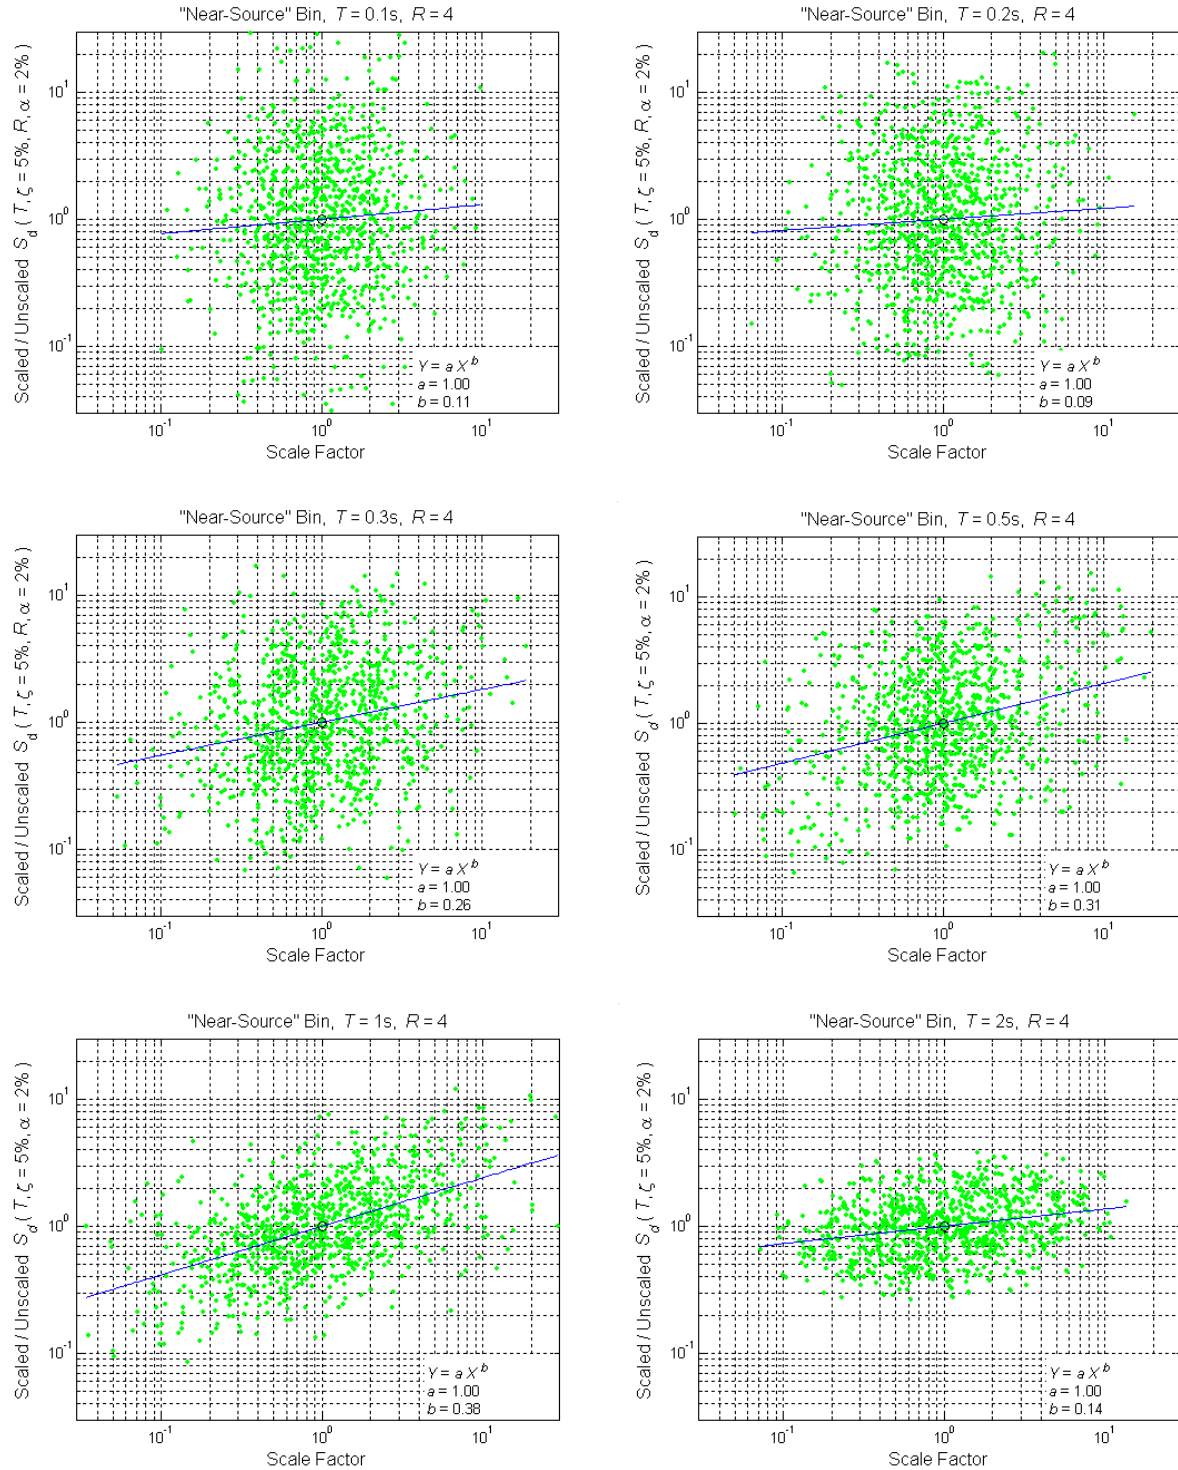 "Near-Source" Bin, T = 0.1s, R = 4
Scaled / Unscaled S_d ( T, ζ = 5%, R, α = 2% )
10^1
10^0
10^-1
Y = a X^b
a = 1.00
b = 0.11
10^-1 10^0 10^1
Scale Factor
"Near-Source" Bin, T = 0.2s, R = 4
Scaled / Unscaled S_d ( T, ζ = 5%, R, α = 2% )
10^1
10^0
10^-1
Y = a X^b
a = 1.00
b = 0.09
10^-1 10^0 10^1
Scale Factor
"Near-Source" Bin, T = 0.3s, R = 4
Scaled / Unscaled S_d ( T, ζ = 5%, R, α = 2% )
10^1
10^0
10^-1
Y = a X^b
a = 1.00
b = 0.26
10^-1 10^0 10^1
Scale Factor
"Near-Source" Bin, T = 0.5s, R = 4
Scaled / Unscaled S_d ( T, ζ = 5%, α = 2% )
10^1
10^0
10^-1
Y = a X^b
a = 1.00
b = 0.31
10^-1 10^0 10^1
Scale Factor
"Near-Source" Bin, T = 1s, R = 4
Scaled / Unscaled S_d ( T, ζ = 5%, α = 2% )
10^1
10^0
10^-1
Y = a X^b
a = 1.00
b = 0.38
10^-1 10^0 10^1
Scale Factor
"Near-Source" Bin, T = 2s, R = 4
Scaled / Unscaled S_d ( T, ζ = 5%, α = 2% )
10^1
10^0
10^-1
Y = a X^b
a = 1.00
b = 0.14
10^-1 10^0 10^1
Scale Factor